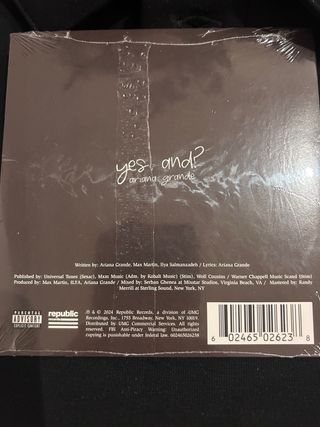 yes, and?
ariana grande
Written by: Ariana Grande, Max Martin, Ilya Salmanzadeh / Lyrics: Ariana Grande
Published by: Universal Tunes (Sesac), Mxm Music (Adm. by Kobalt Music) (Stim), Wolf Cousins / Warner Chappell Music Scand (Stim)
Produced by: Max Martin, ILYA, Ariana Grande / Mixed by: Serban Ghenea at Mixstar Studios, Virginia Beach, VA / Mastered by: Randy
Merrill at Sterling Sound, New York, NY
PARENTAL
ADVISORY
EXPLICIT CONTENT
republic
℗ & © 2024 Republic Records, a division of UMG
Recordings, Inc., 1755 Broadway, New York, NY 10019.
Distributed by UMG Commercial Services. All rights
reserved. FBI Anti-Piracy Warning: Unauthorized
copying is punishable under federal law. 602465026238
6 02465 02623 8